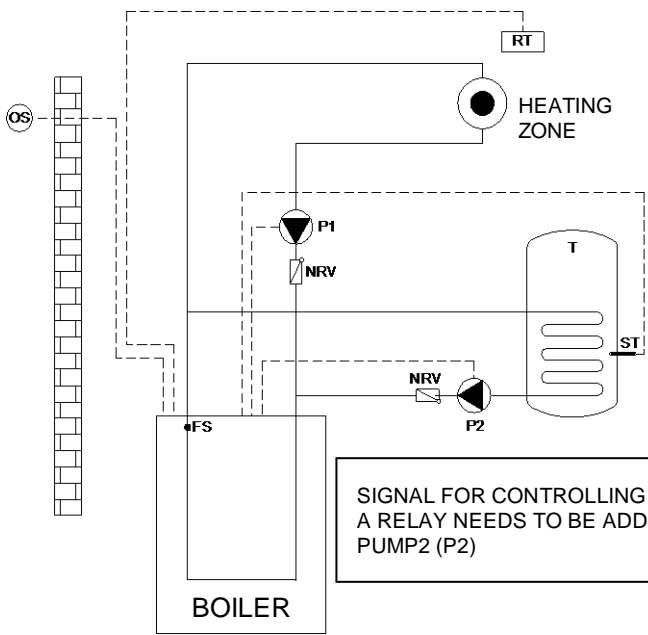 RT
OS
HEATING
ZONE
P1
NRV
T
ST
NRV
P2
FS
SIGNAL FOR CONTROLLING
A RELAY NEEDS TO BE ADD
PUMP2 (P2)
BOILER